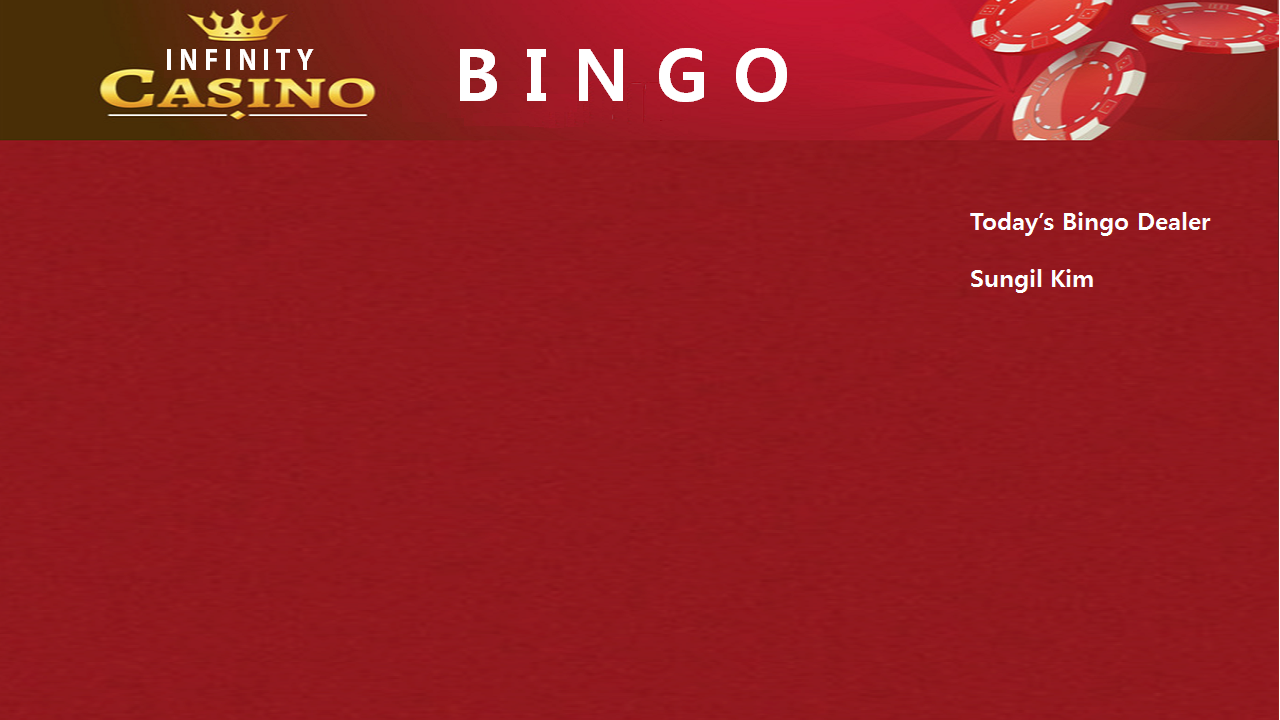 INFINITY
CASINO
BINGO
Today’s Bingo Dealer
Sungil Kim